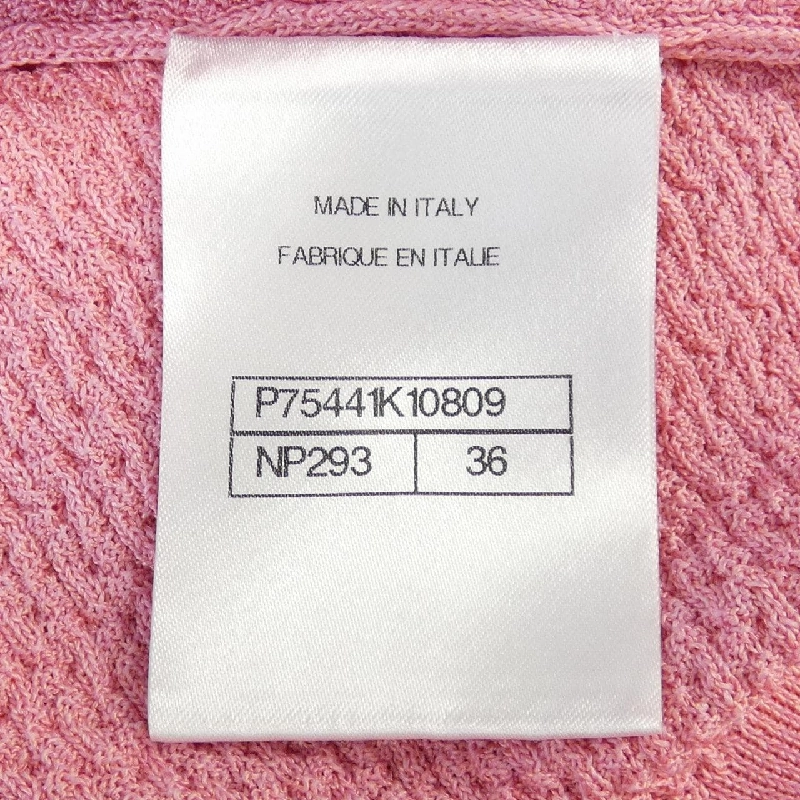 MADE IN ITALY
FABRIQUE EN ITALIE
P75441K10809
NP293 36